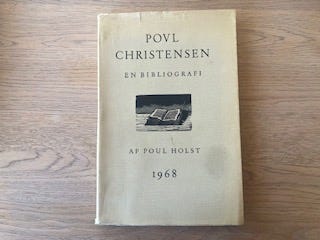 POVL
CHRISTENSEN
EN BIBLIOGRAFI
AF POUL HOLST
1968